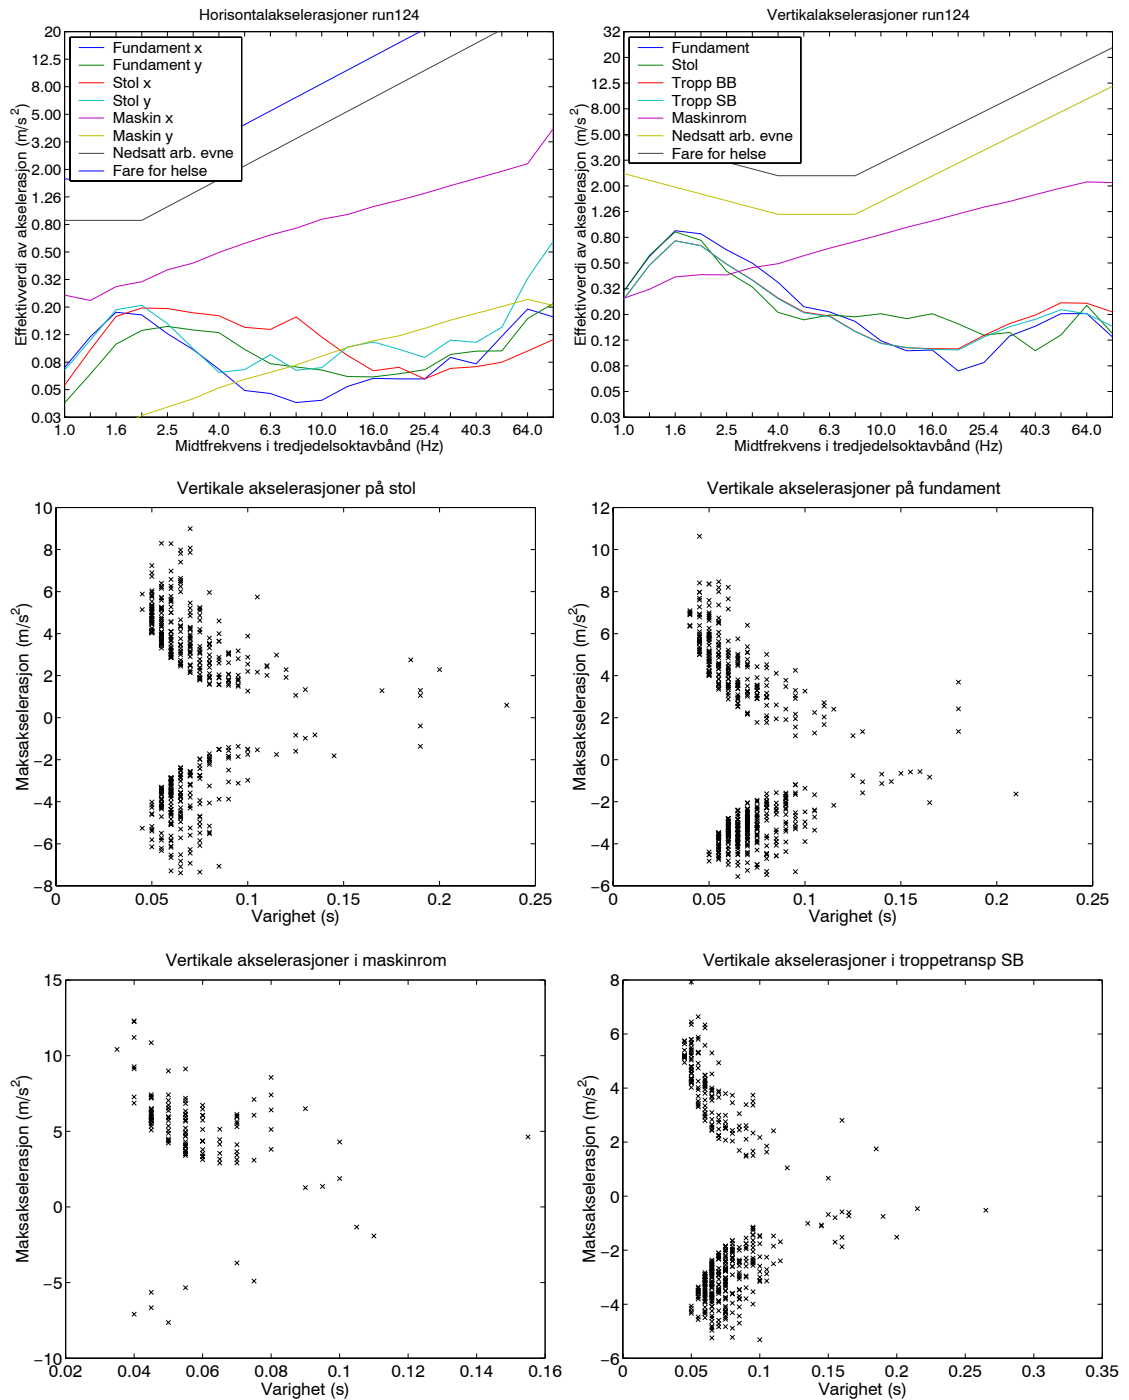 Horisontalakselerasjoner run124
Effektivverdi av akselerasjon (m/s²)
20
12.5
8.00
5.00
3.20
2.00
1.26
0.80
0.50
0.32
0.20
0.12
0.08
0.05
0.03
Fundament x
Fundament y
Stol x
Stol y
Maskin x
Maskin y
Nedsatt arb. evne
Fare for helse
1.0 1.6 2.5 4.0 6.3 10.0 16.0 25.4 40.3 64.0
Midtfrekvens i tredjedelsoktavbånd (Hz)
Vertikalakselerasjoner run124
Effektivverdi av akselerasjon (m/s²)
32
20
12.5
8.00
5.00
3.20
2.00
1.26
0.80
0.50
0.32
0.20
0.12
0.08
0.05
0.03
Fundament
Stol
Tropp BB
Tropp SB
Maskinrom
Nedsatt arb. evne
Fare for helse
1.0 1.6 2.5 4.0 6.3 10.0 16.0 25.4 40.3 64.0
Midtfrekvens i tredjedelsoktavbånd (Hz)
Vertikale akselerasjoner på stol
Maksakselerasjon (m/s²)
10
8
6
4
2
0
−2
−4
−6
−8
0 0.05 0.1 0.15 0.2 0.25
Varighet (s)
Vertikale akselerasjoner på fundament
Maksakselerasjon (m/s²)
12
10
8
6
4
2
0
−2
−4
−6
0 0.05 0.1 0.15 0.2 0.25
Varighet (s)
Vertikale akselerasjoner i maskinrom
Maksakselerasjon (m/s²)
15
10
5
0
−5
−10
0.02 0.04 0.06 0.08 0.1 0.12 0.14 0.16
Varighet (s)
Vertikale akselerasjoner i troppetransp SB
Maksakselerasjon (m/s²)
8
6
4
2
0
−2
−4
−6
0 0.05 0.1 0.15 0.2 0.25 0.3 0.35
Varighet (s)